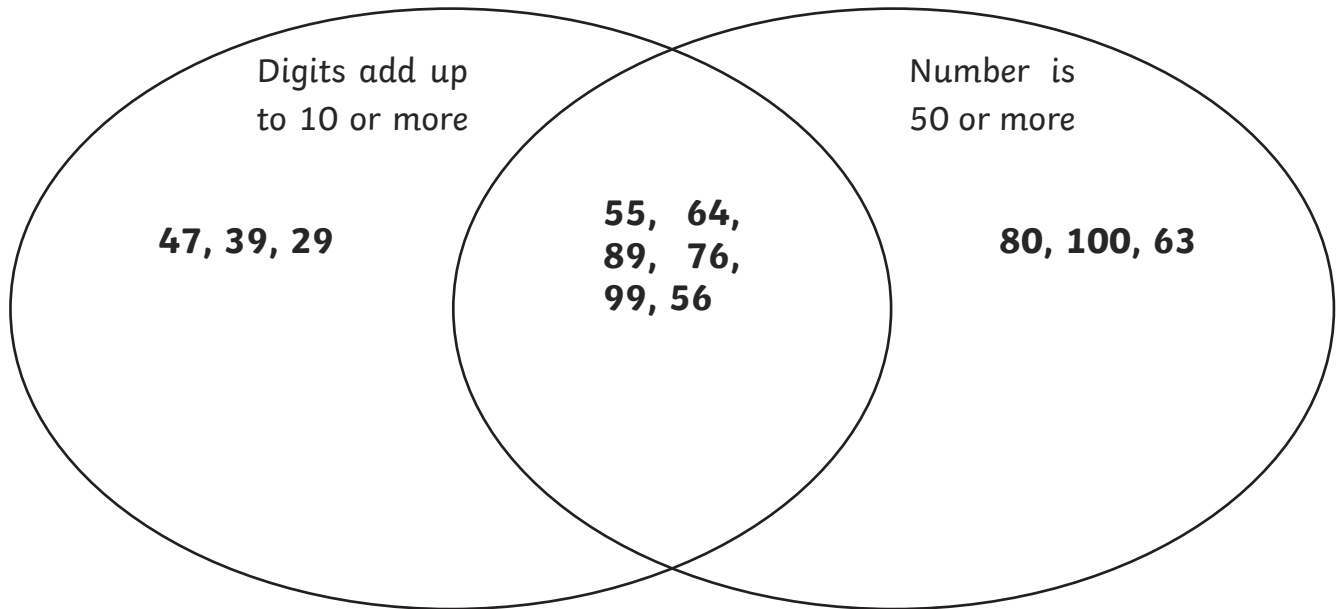 Digits add up
to 10 or more
Number is
50 or more
47, 39, 29
55, 64,
89, 76,
99, 56
80, 100, 63